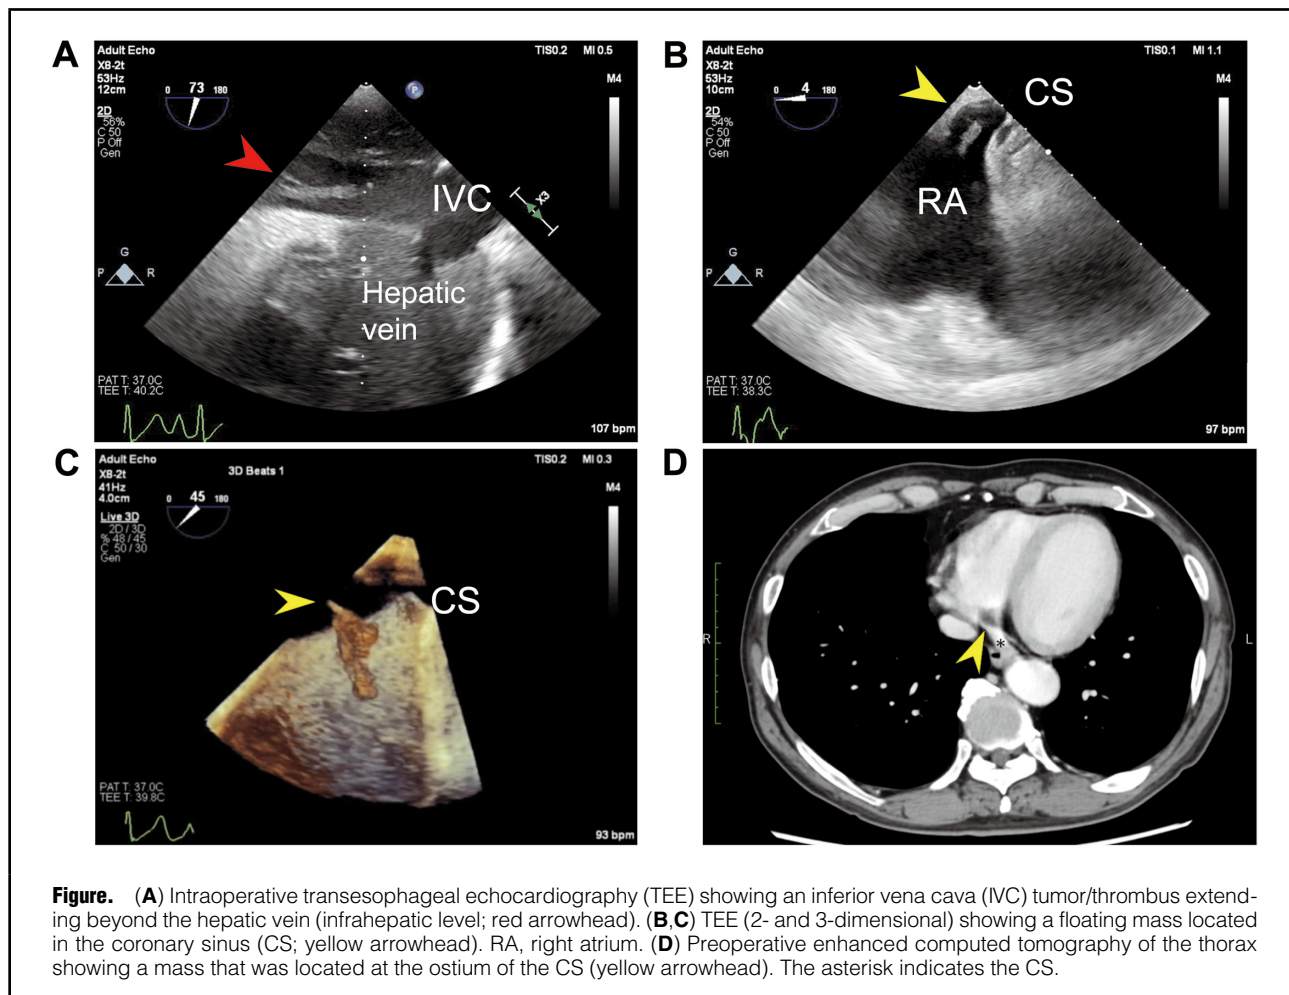 A
Adult Echo
X8-2t
53Hz
12cm
2D
56%
C 50
P Off
Gen
TIS0.2 MI 0.5
M4
0 73 180
P
IVC
X3
Hepatic
vein
G
P R
PAT T: 37.0C
TEE T: 40.2C
107 bpm
B
Adult Echo
X8-2t
53Hz
10cm
2D
54%
C 50
P Off
Gen
TIS0.1 MI 1.1
M4
0 4 180
CS
RA
G
P R
PAT T: 37.0C
TEE T: 38.3C
97 bpm
C
Adult Echo
X8-2t
41Hz
4.0cm
Live 3D
2D / 3D
% 48 / 45
C 50 / 30
Gen
3D Beats 1
TIS0.2 MI 0.3
M4
0 45 180
CS
PAT T: 37.0C
TEE T: 39.8C
93 bpm
D
R
L
*
Figure. (A) Intraoperative transesophageal echocardiography (TEE) showing an inferior vena cava (IVC) tumor/thrombus extend-
ing beyond the hepatic vein (infrahepatic level; red arrowhead). (B,C) TEE (2- and 3-dimensional) showing a floating mass located
in the coronary sinus (CS; yellow arrowhead). RA, right atrium. (D) Preoperative enhanced computed tomography of the thorax
showing a mass that was located at the ostium of the CS (yellow arrowhead). The asterisk indicates the CS.